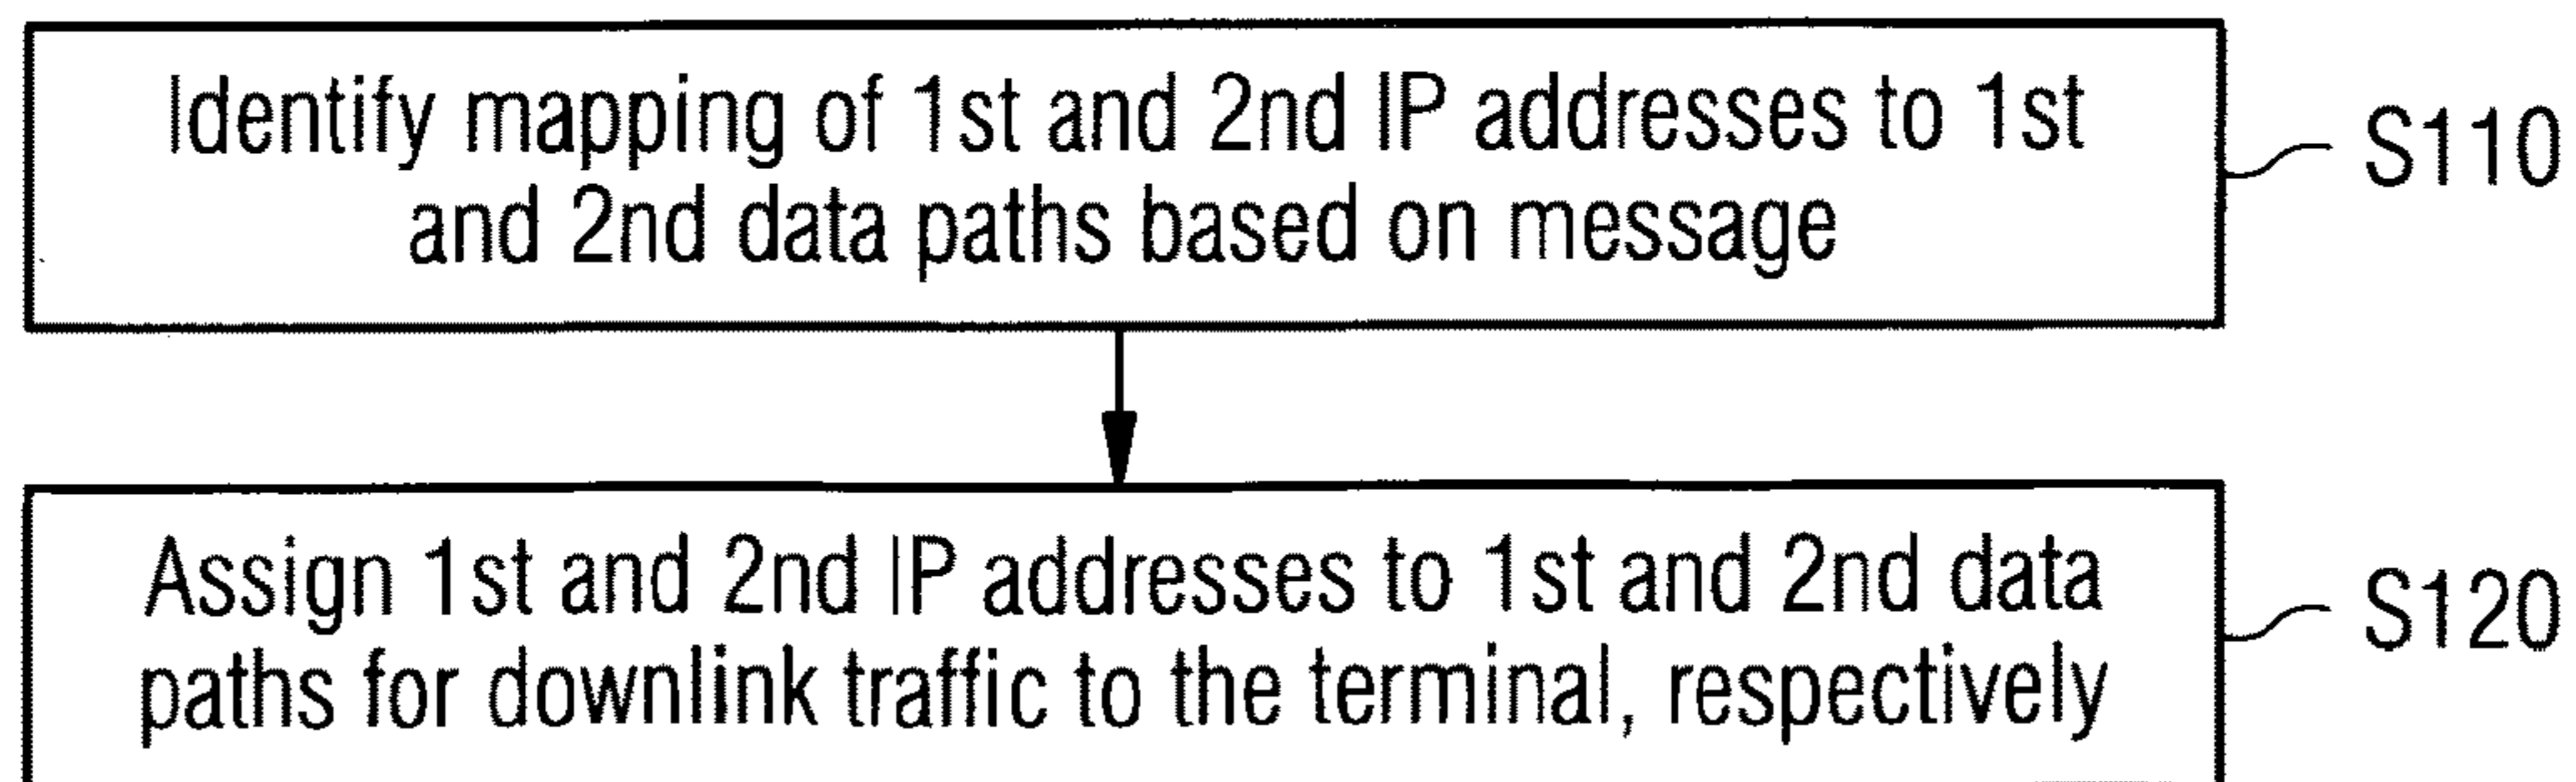 Identify mapping of 1st and 2nd IP addresses to 1st
and 2nd data paths based on message
S110
Assign 1st and 2nd IP addresses to 1st and 2nd data
paths for downlink traffic to the terminal, respectively
S120